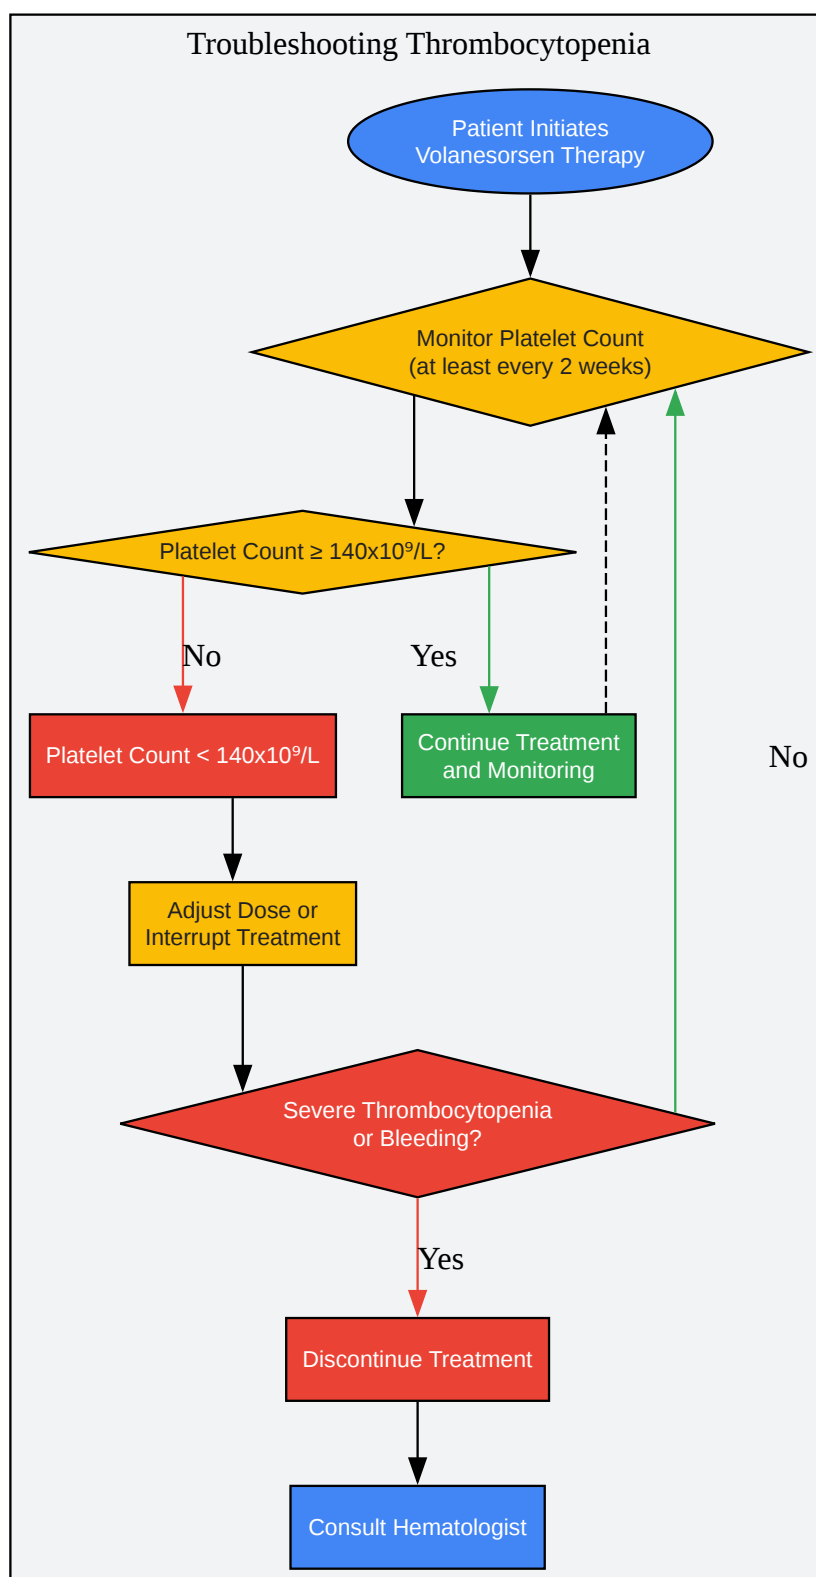 Troubleshooting Thrombocytopenia
Patient Initiates
Volanesorsen Therapy
Monitor Platelet Count
(at least every 2 weeks)
Platelet Count ≥ 140x10⁹/L?
No
Yes
Platelet Count < 140x10⁹/L
Continue Treatment
and Monitoring
No
Adjust Dose or
Interrupt Treatment
Severe Thrombocytopenia
or Bleeding?
Yes
Discontinue Treatment
Consult Hematologist